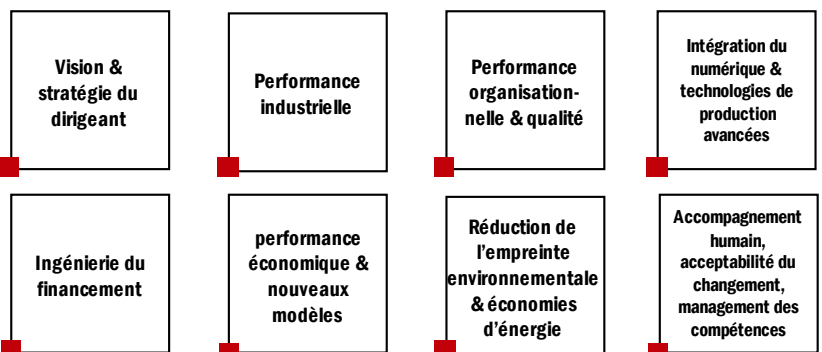 Vision &
stratégie du
dirigeant
Performance
industrielle
Performance
organisation-
nelle & qualité
Intégration du
numérique &
technologies de
production
avancées
Ingénierie du
financement
performance
économique &
nouveaux
modèles
Réduction de
l’empreinte
environnementale
& économies
d’énergie
Accompagnement
humain,
acceptabilité du
changement,
management des
compétences